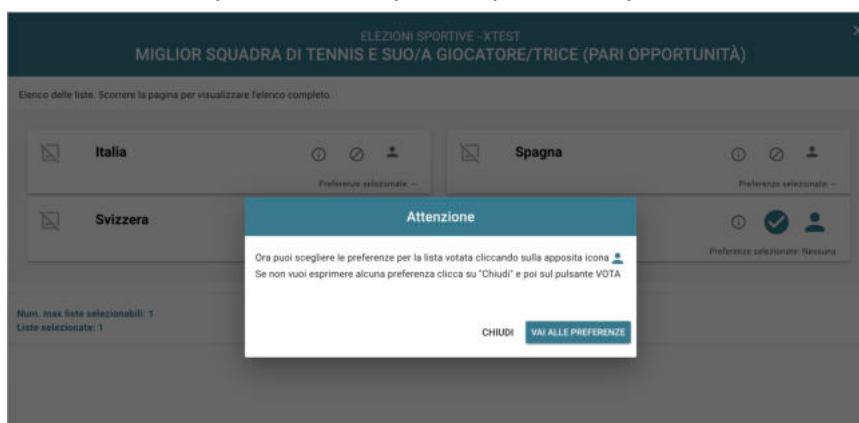 ELEZIONI SPORTIVE - XTEST
MIGLIOR SQUADRA DI TENNIS E SUO/A GIOCATORE/TRICE (PARI OPPORTUNITÀ)
Elenco delle liste. Scorrere la pagina per visualizzare l'elenco completo.
Italia
Preferenze selezionate: --
Spagna
Preferenze selezionate: --
Svizzera
Preferenze selezionate: Nessuna
Attenzione
Ora puoi scegliere le preferenze per la lista votata cliccando sulla apposita icona
Se non vuoi esprimere alcuna preferenza clicca su "Chiudi" e poi sul pulsante VOTA
CHIUDI VAI ALLE PREFERENZE
Num. max liste selezionabili: 1
Liste selezionate: 1